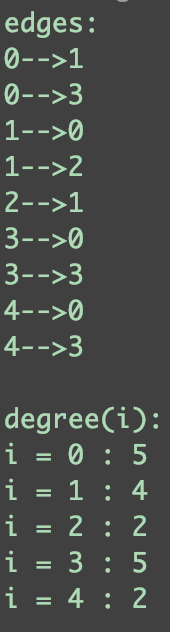 edges:
0-->1
0-->3
1-->0
1-->2
2-->1
3-->0
3-->3
4-->0
4-->3
degree(i):
i = 0 : 5
i = 1 : 4
i = 2 : 2
i = 3 : 5
i = 4 : 2